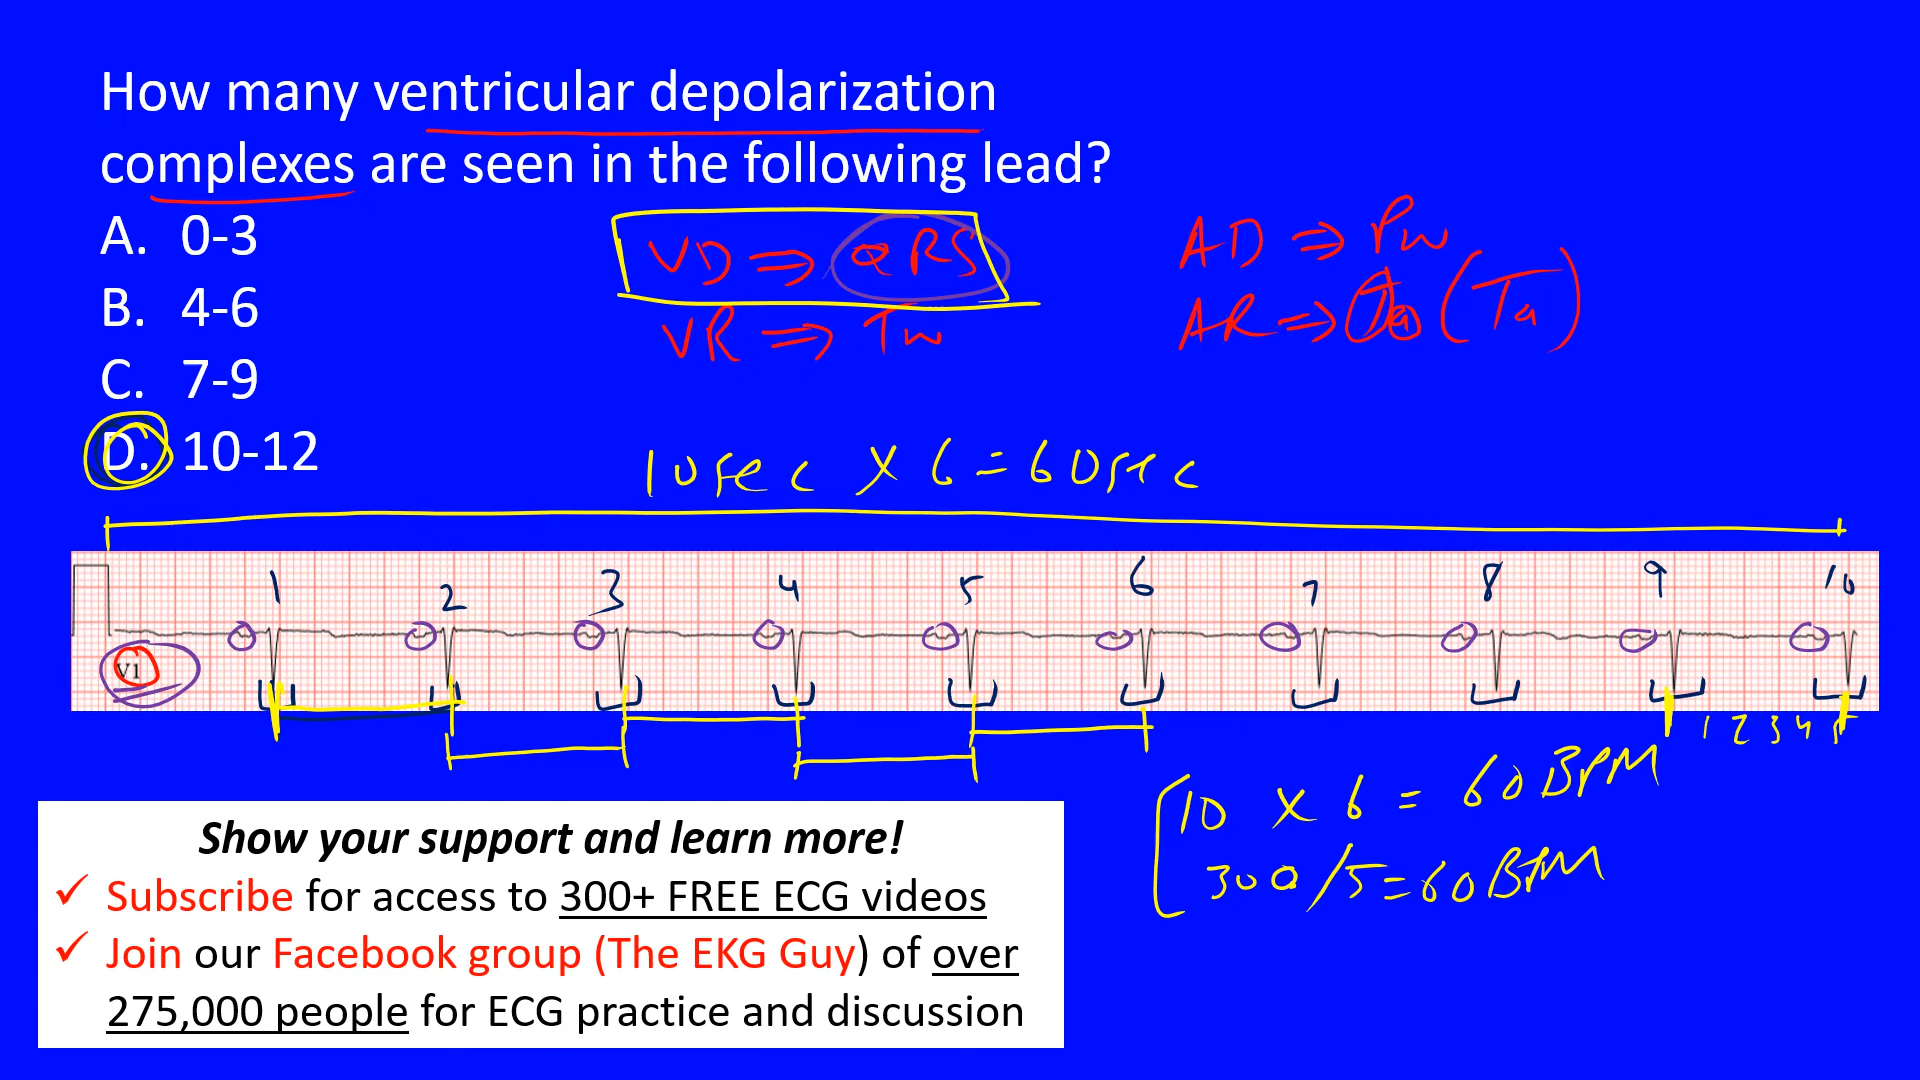 How many ventricular depolarization
complexes are seen in the following lead?
A. 0-3
B. 4-6
C. 7-9
D. 10-12
VD ⇒ QRS
VR ⇒ Tw
AD ⇒ Pw
AR ⇒ Ta (Ta)
10 sec X 6 = 60 sec
1 2 3 4 5 6 7 8 9 10
V1
1 2 3 4 5
10 X 6 = 60 BPM
300/5 = 60 BPM
Show your support and learn more!
✓ Subscribe for access to 300+ FREE ECG videos
✓ Join our Facebook group (The EKG Guy) of over
275,000 people for ECG practice and discussion